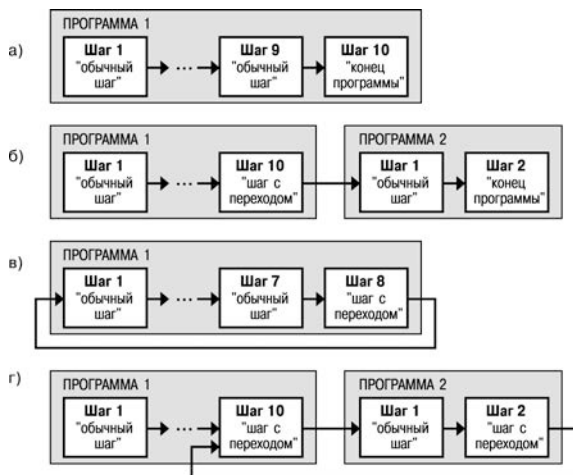 а)
ПРОГРАММА 1
Шаг 1
"обычный
шаг"
...
Шаг 9
"обычный
шаг"
Шаг 10
"конец
программы"
б)
ПРОГРАММА 1
Шаг 1
"обычный
шаг"
...
Шаг 10
"шаг с
переходом"
ПРОГРАММА 2
Шаг 1
"обычный
шаг"
Шаг 2
"конец
программы"
в)
ПРОГРАММА 1
Шаг 1
"обычный
шаг"
...
Шаг 7
"обычный
шаг"
Шаг 8
"шаг с
переходом"
г)
ПРОГРАММА 1
Шаг 1
"обычный
шаг"
...
Шаг 10
"шаг с
переходом"
ПРОГРАММА 2
Шаг 1
"обычный
шаг"
Шаг 2
"шаг с
переходом"